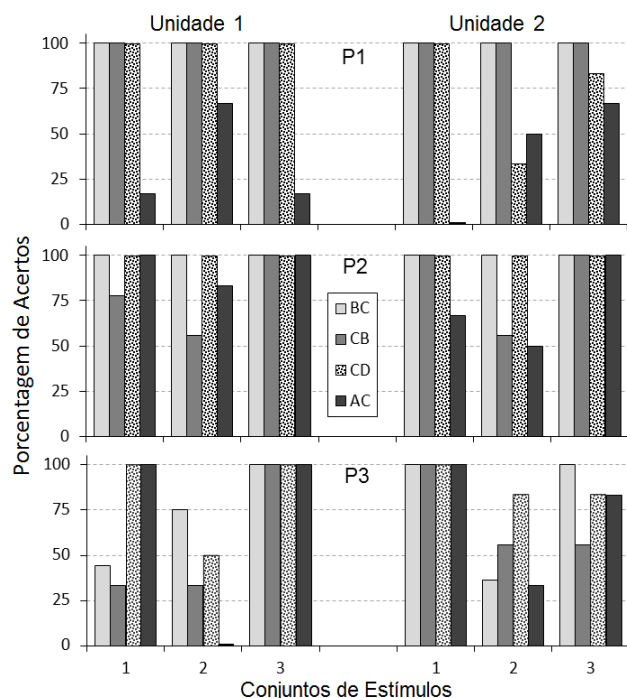 Unidade 1 Unidade 2
P1
100
75
50
25
0
P2
100
75
50
25
0
BC
CB
CD
AC
P3
100
75
50
25
0
1 2 3 1 2 3
Conjuntos de Estímulos
Porcentagem de Acertos